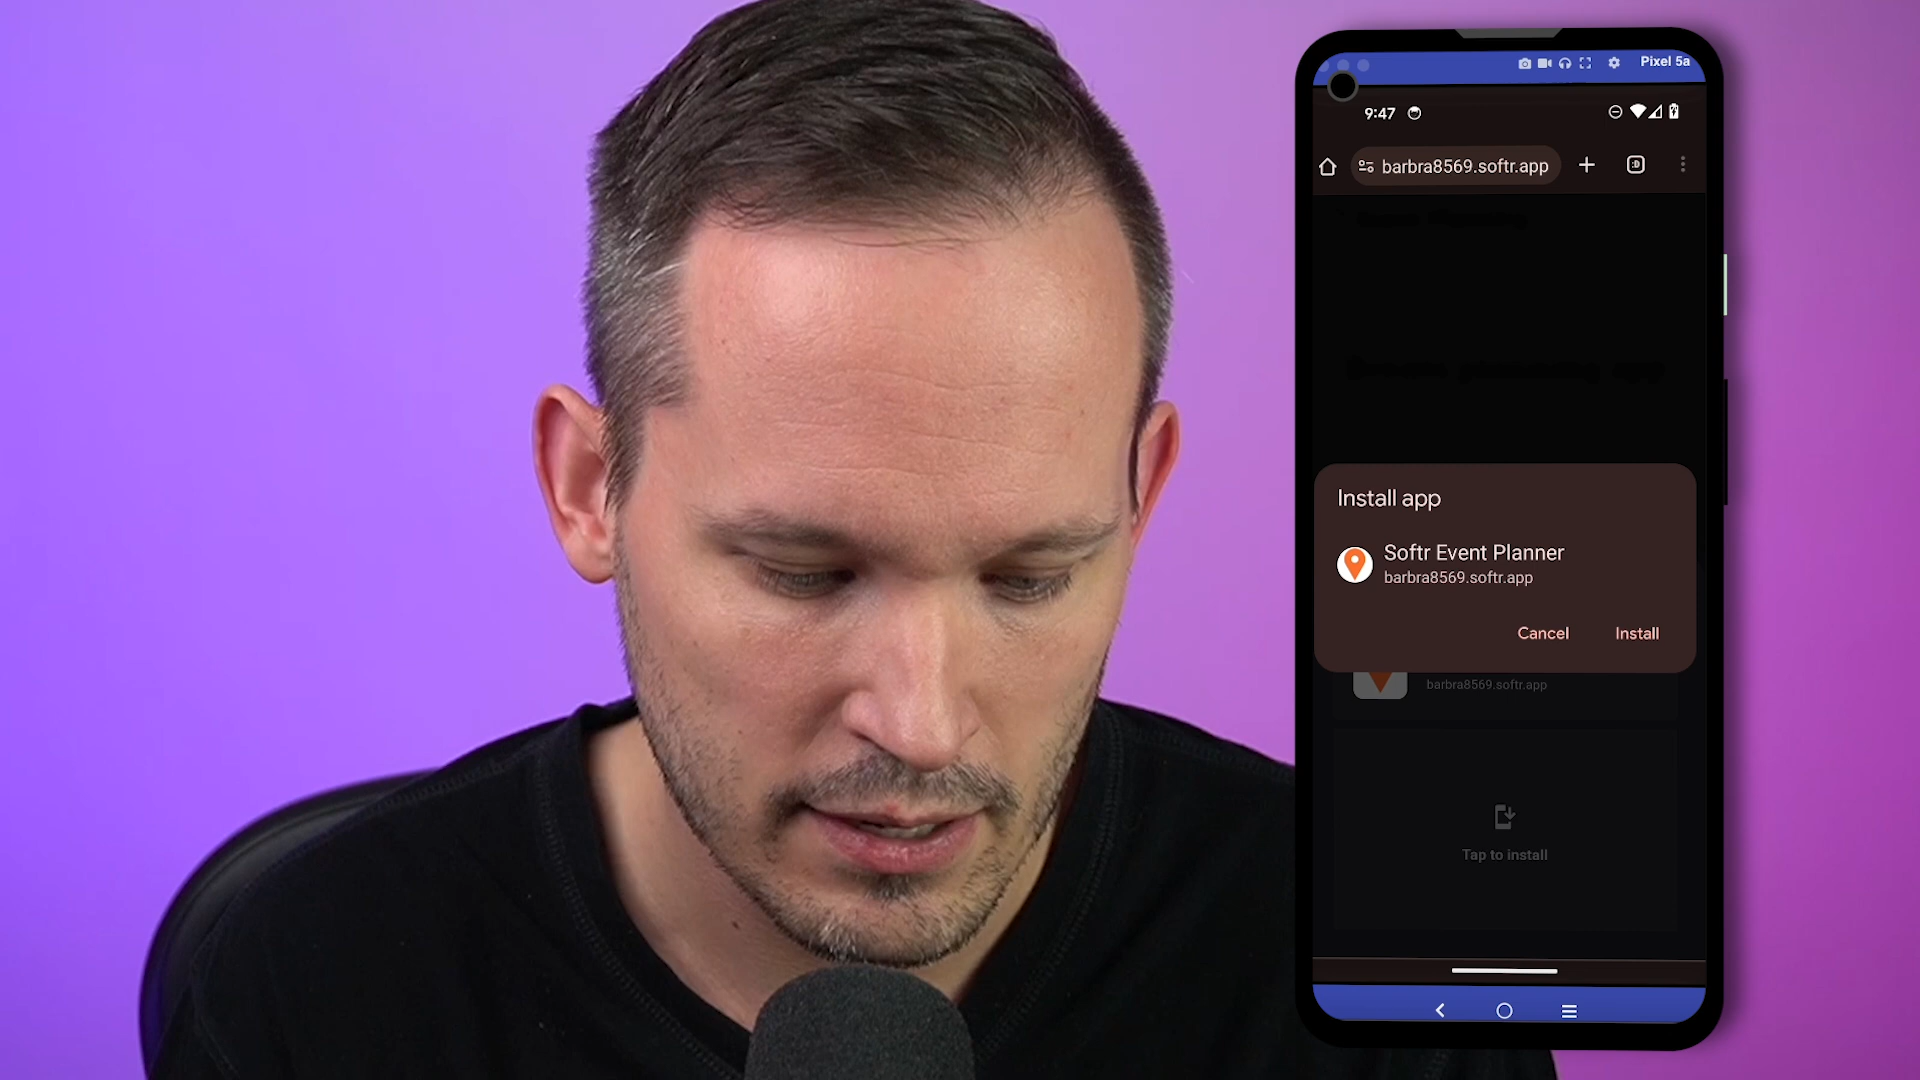 Pixel 5a
9:47
barbra8569.softr.app
Install app
Softr Event Planner
barbra8569.softr.app
Cancel Install
barbra8569.softr.app
Tap to install